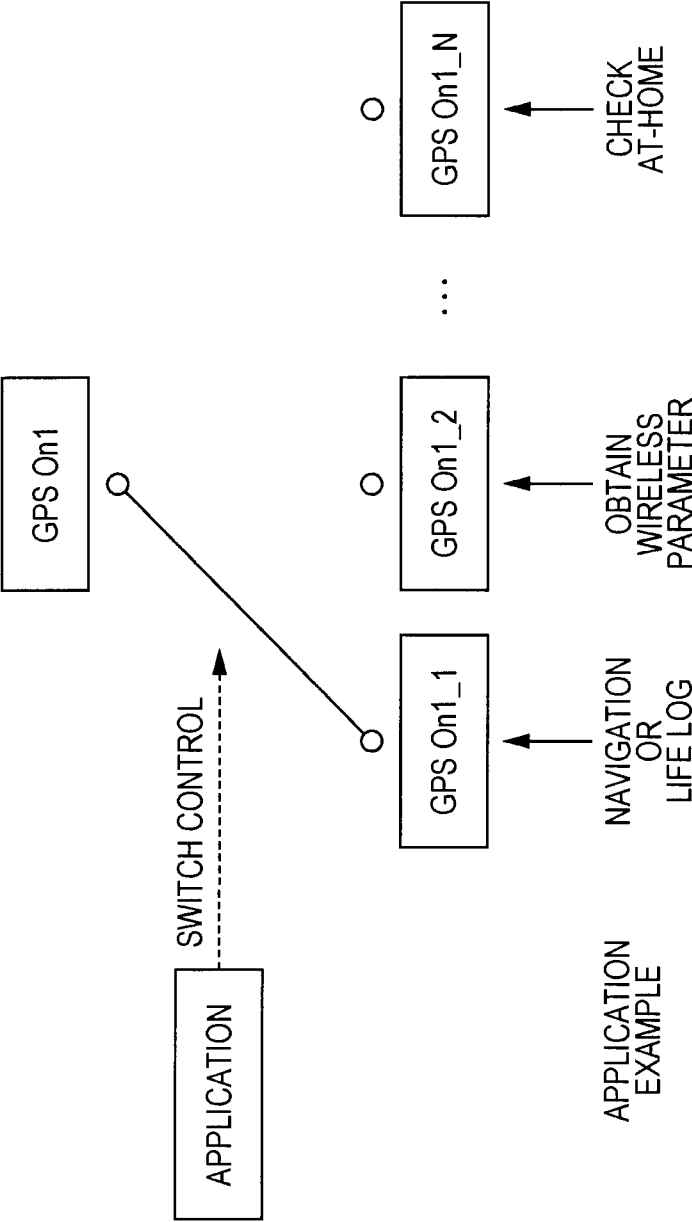 GPS On1
SWITCH CONTROL
APPLICATION
GPS On1_1
GPS On1_2
...
GPS On1_N
APPLICATION
EXAMPLE
NAVIGATION
OR
LIFE LOG
OBTAIN
WIRELESS
PARAMETER
CHECK
AT-HOME